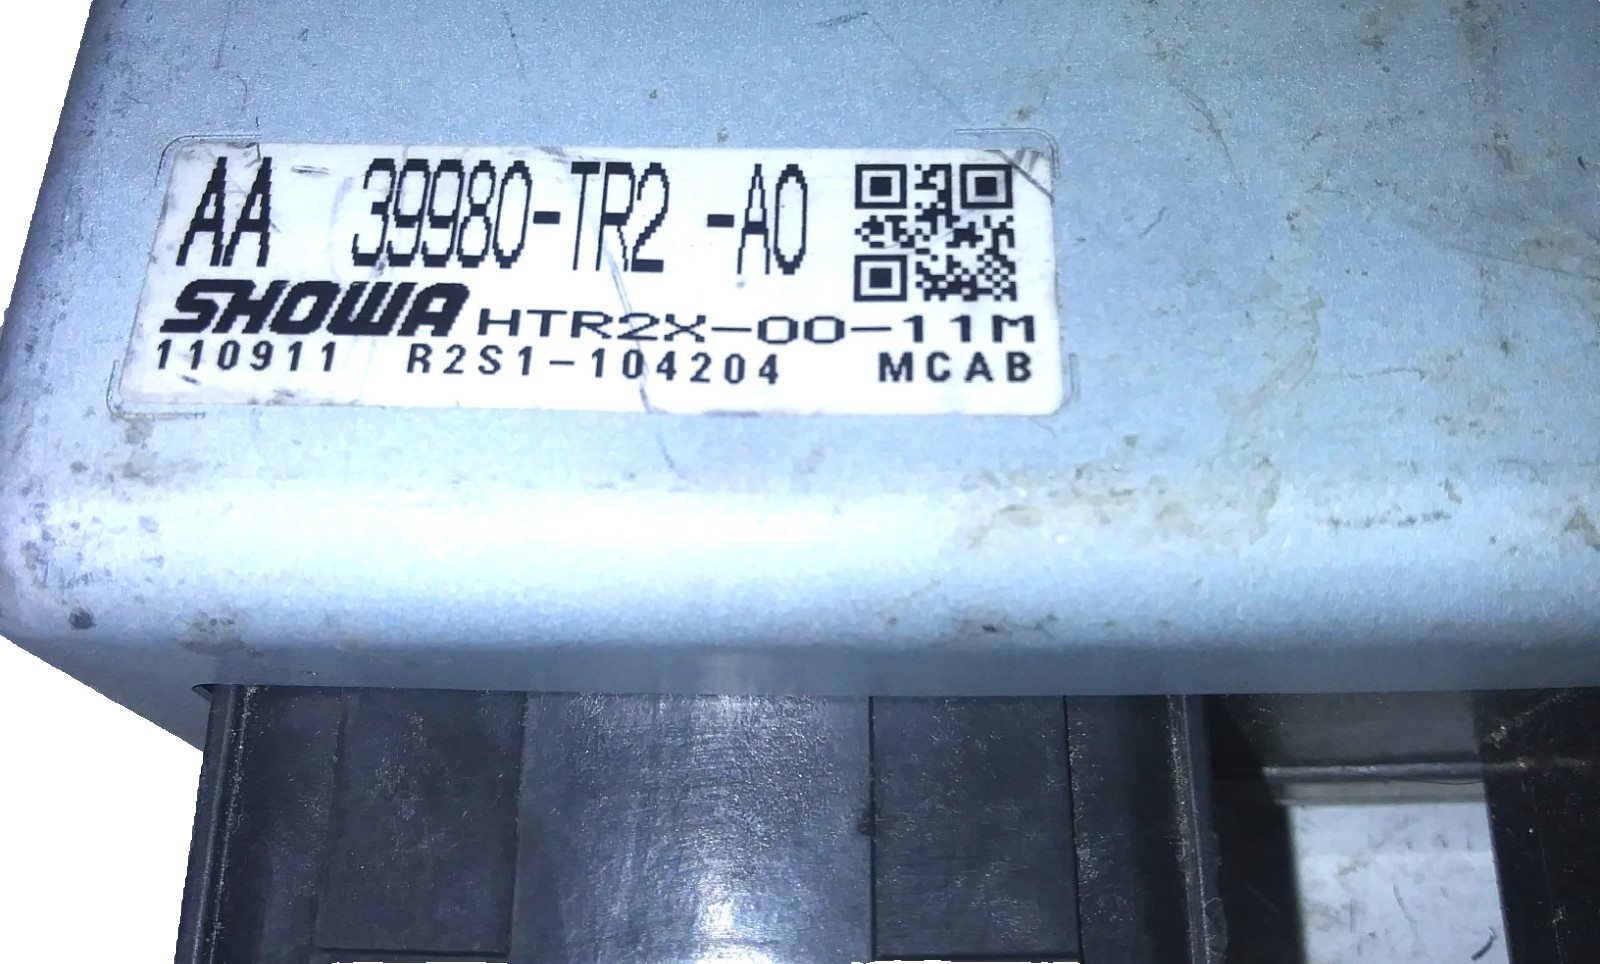 AA 39980-TR2 -A0
SHOWA HTR2X-00-11M
110911 R2S1-104204 MCAB